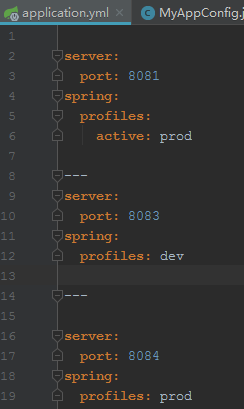 application.yml MyAppConfig.j
1
2 server:
3   port: 8081
4 spring:
5   profiles:
6     active: prod
7
8 ---
9 server:
10   port: 8083
11 spring:
12   profiles: dev
13
14 ---
15
16 server:
17   port: 8084
18 spring:
19   profiles: prod